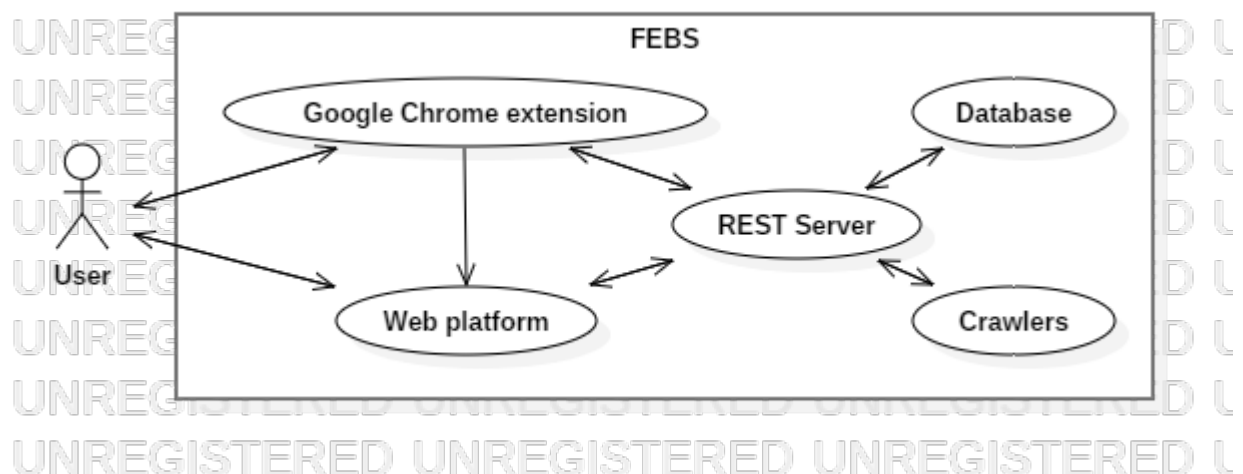 FEBS
Google Chrome extension
Database
REST Server
User
Web platform
Crawlers
UNREGISTERED UNREGISTERED UNREGISTERED U